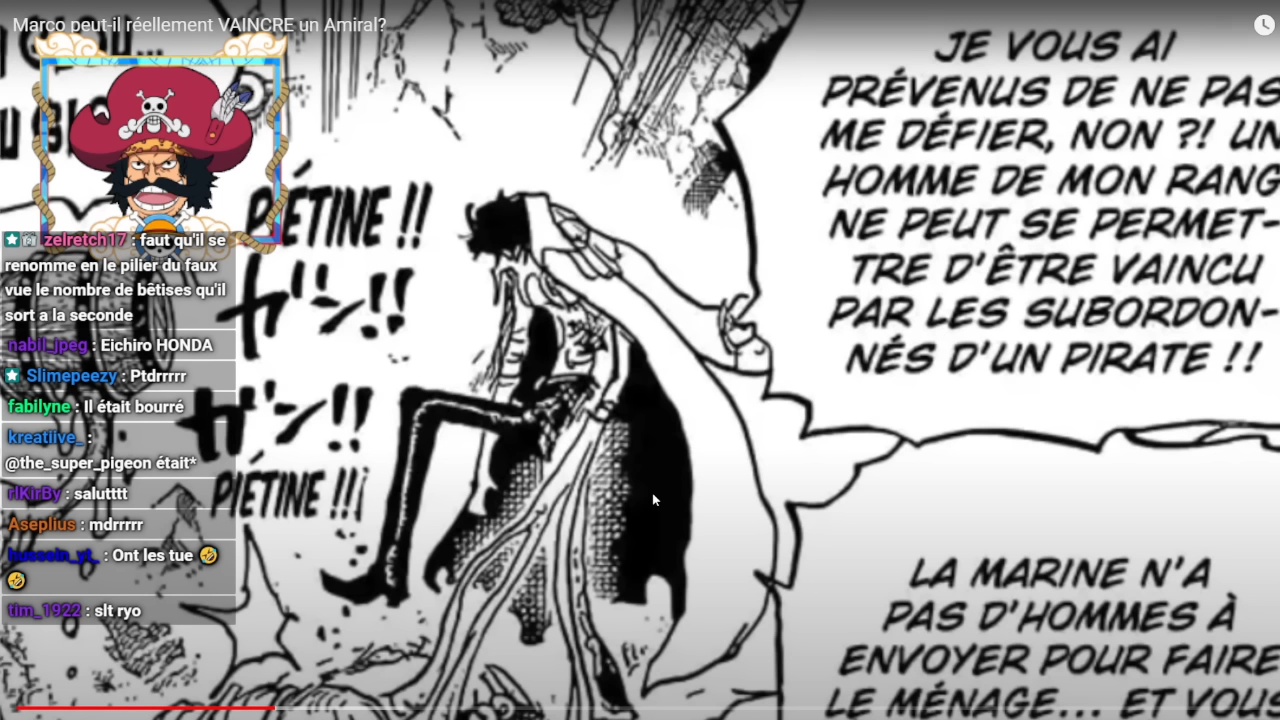 Marco peut-il réellement VAINCRE un Amiral?
JE VOUS AI
PRÉVENUS DE NE PAS
ME DÉFIER, NON ?! UN
HOMME DE MON RANG
NE PEUT SE PERMET-
TRE D'ÊTRE VAINCU
PAR LES SUBORDON-
NÉS D'UN PIRATE !!
PIÉTINE !!
ガン!!
ガン!!
PIÉTINE !!
zelretch17 : faut qu'il se
renomme en le pilier du faux
vue le nombre de bêtises qu'il
sort a la seconde
nabil_jpeg : Eichiro HONDA
Slimepeezy : Ptdrrrrr
fabilyne : Il était bourré
kreatiive_ :
@the_super_pigeon était*
rlKirBy : salutttt
Aseplius : mdrrrrr
hussein_yt_ : Ont les tue 🤣
🤣
tim_1922 : slt ryo
LA MARINE N'A
PAS D'HOMMES À
ENVOYER POUR FAIRE
LE MÉNAGE... ET VOUS